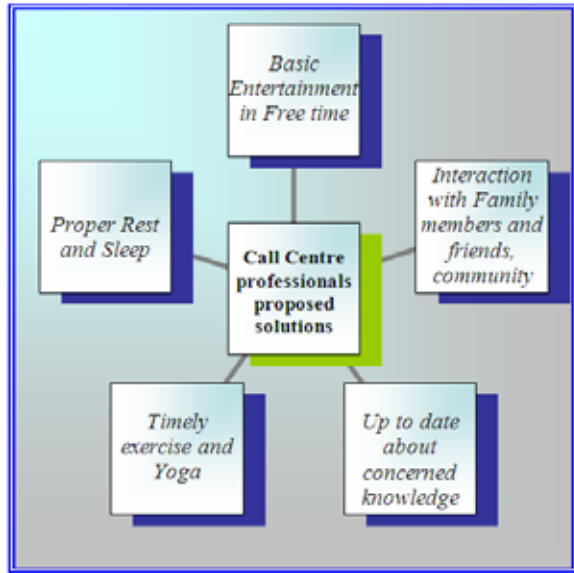 Basic
Entertainment
in Free time
Proper Rest
and Sleep
Call Centre
professionals
proposed
solutions
Interaction
with Family
members and
friends,
community
Timely
exercise and
Yoga
Up to date
about
concerned
knowledge